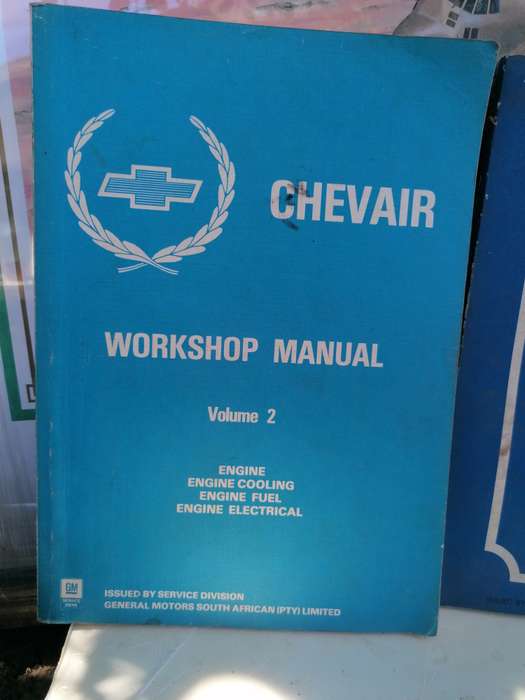 CHEVAIR
WORKSHOP MANUAL
Volume 2
ENGINE
ENGINE COOLING
ENGINE FUEL
ENGINE ELECTRICAL
GM
ISSUED BY SERVICE DIVISION
GENERAL MOTORS SOUTH AFRICAN (PTY) LIMITED